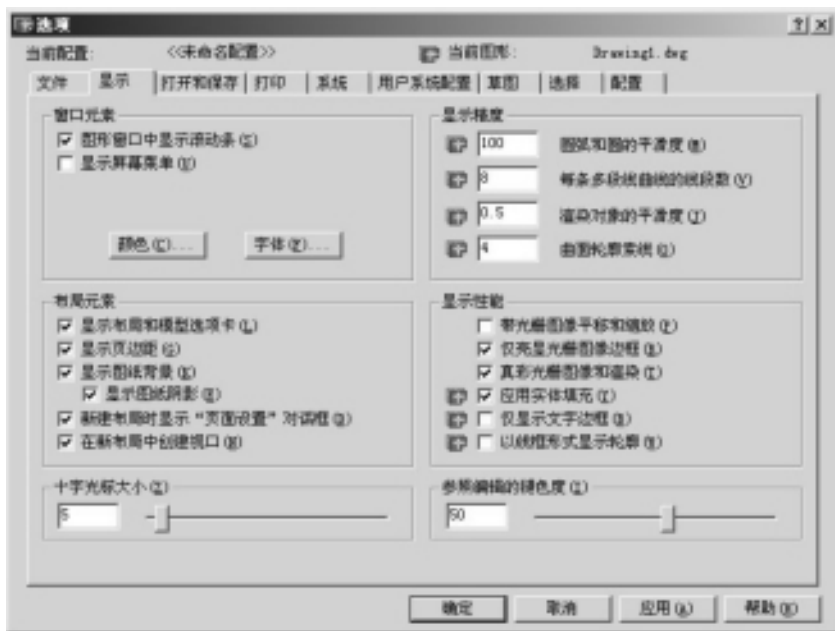 选项
当前配置: <<未命名配置>> 当前图形: Drawing1.dwg
文件 显示 打开和保存 打印 系统 用户系统配置 草图 选择 配置
窗口元素
图形窗口中显示滚动条(S)
显示屏幕菜单(U)
颜色(C)... 字体(F)...
显示精度
100 圆弧和圆的平滑度(A)
8 每条多段线曲线的线段数(V)
0.5 渲染对象的平滑度(J)
4 曲面轮廓索线(O)
布局元素
显示布局和模型选项卡(L)
显示页边距(G)
显示图纸背景(K)
显示图纸阴影(E)
新建布局时显示“页面设置”对话框(G)
在新布局中创建视口(N)
显示性能
带光栅图像平移和缩放(P)
仅亮显光栅图像边框(R)
真彩光栅图像和渲染(T)
应用实体填充(Y)
仅显示文字边框(X)
以线框形式显示轮廓(W)
十字光标大小(Z)
5
参照编辑的褪色度(I)
50
确定 取消 应用(A) 帮助(H)